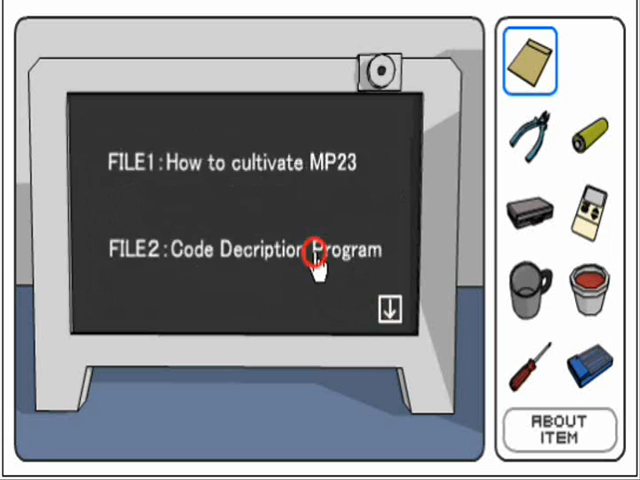 FILE1:How to cultivate MP23
FILE2:Code Decription Program
ABOUT
ITEM